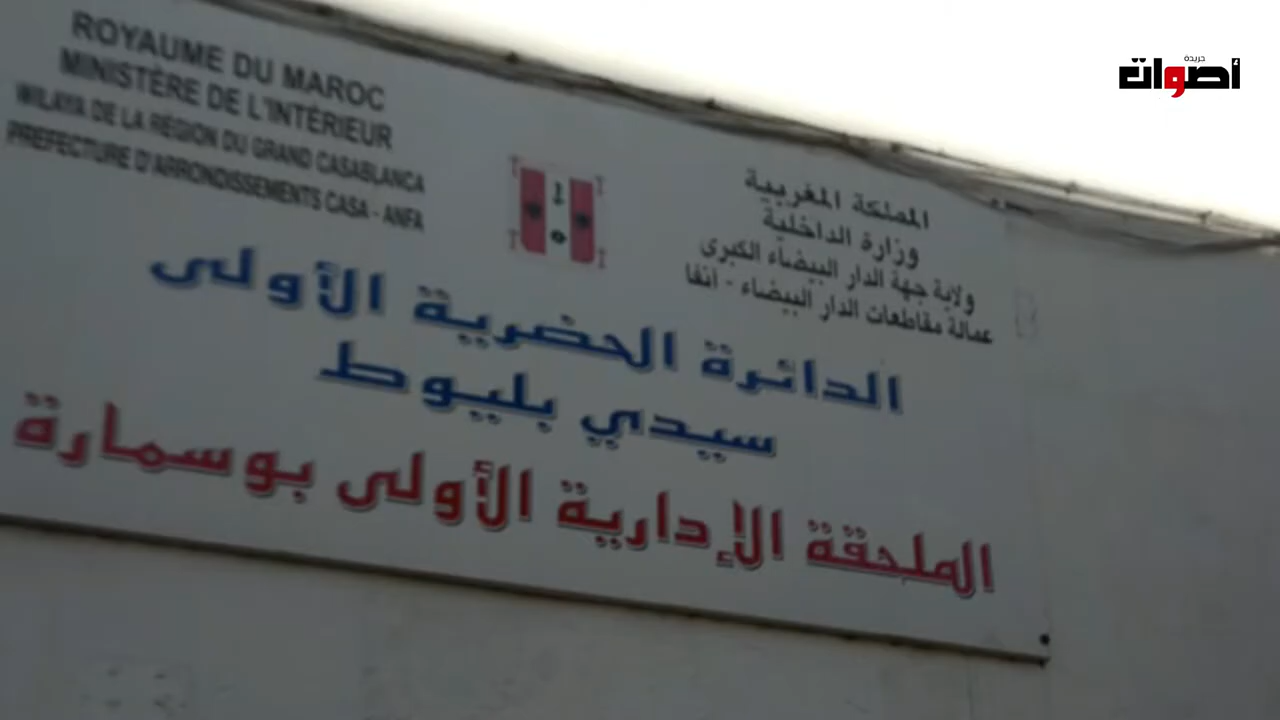 ROYAUME DU MAROC
MINISTÈRE DE L'INTÉRIEUR
WILAYA DE LA RÉGION DU GRAND CASABLANCA
PREFECTURE D'ARRONDISSEMENTS CASA - ANFA
المملكة المغربية
وزارة الداخلية
ولاية جهة الدار البيضاء الكبرى
عمالة مقاطعات الدار البيضاء - أنفا
الدائرة الحضرية الأولى
سيدي بليوط
الملحقة الإدارية الأولى بوسمارة
جريدة
أصوات